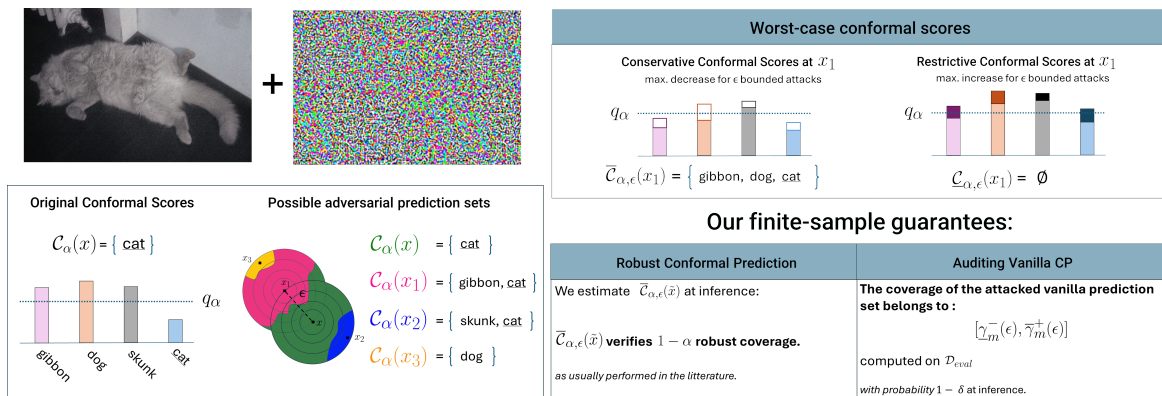 +
Original Conformal Scores
𝒞α(x) = { cat }
qα
gibbon
dog
skunk
cat
Possible adversarial prediction sets
x3
x1
ϵ
x
x2
𝒞α(x) = { cat }
𝒞α(x1) = { gibbon, cat }
𝒞α(x2) = { skunk, cat }
𝒞α(x3) = { dog }
Worst-case conformal scores
Conservative Conformal Scores at x1
max. decrease for ϵ bounded attacks
qα
𝒞̅α,ϵ(x1) = { gibbon, dog, cat }
Restrictive Conformal Scores at x1
max. increase for ϵ bounded attacks
qα
𝒞̲α,ϵ(x1) = ∅
Our finite-sample guarantees:
Robust Conformal Prediction
We estimate 𝒞̅α,ϵ(x̃) at inference:
𝒞̅α,ϵ(x̃) verifies 1 − α robust coverage.
as usually performed in the litterature.
Auditing Vanilla CP
The coverage of the attacked vanilla prediction
set belongs to :
[γ̲m−(ϵ), γ̅m+(ϵ)]
computed on 𝒟eval
with probability 1 − δ at inference.